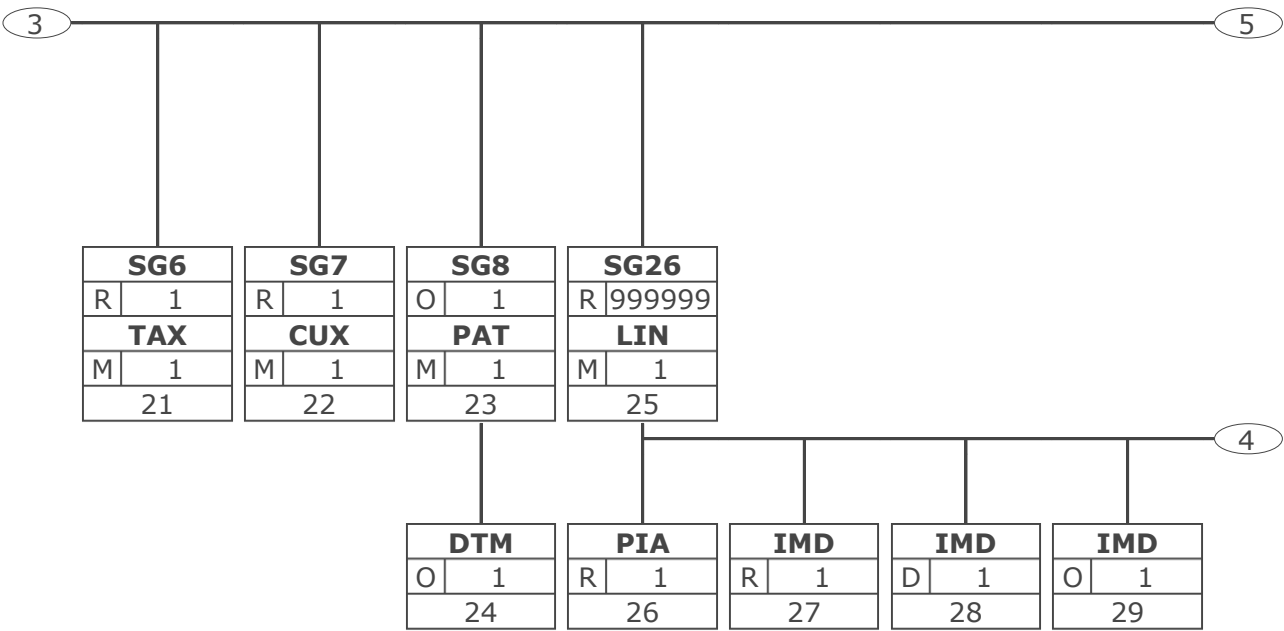 3 5
SG6 SG7 SG8 SG26
R 1 R 1 O 1 R 999999
TAX CUX PAT LIN
M 1 M 1 M 1 M 1
21 22 23 25
4
DTM PIA IMD IMD IMD
O 1 R 1 R 1 D 1 O 1
24 26 27 28 29